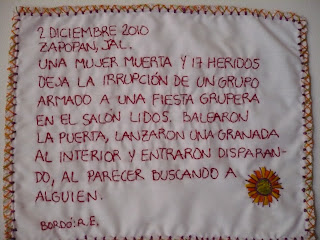 2 DICIEMBRE 2010
ZAPOPAN, JAL.
UNA MUJER MUERTA Y 17 HERIDOS
DEJA LA IRRUPCIÓN DE UN GRUPO
ARMADO A UNA FIESTA GRUPERA
EN EL SALÓN LIDOS. BALEARON
LA PUERTA, LANZARON UNA GRANADA
AL INTERIOR Y ENTRARON DISPARAN-
DO, AL PARECER BUSCANDO A
ALGUIEN.
BORDÓ: R.E.